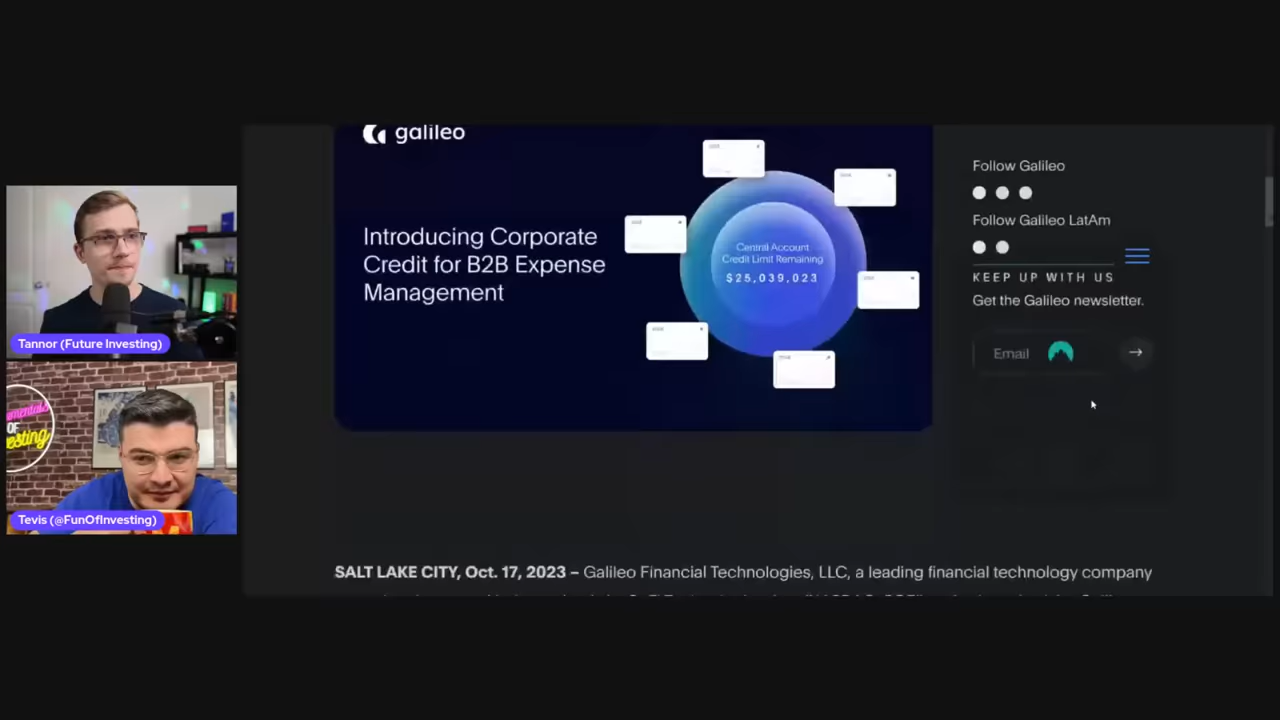 galileo
Introducing Corporate
Credit for B2B Expense
Management
Central Account
Credit Limit Remaining
$25,039,023
Follow Galileo
Follow Galileo LatAm
KEEP UP WITH US
Get the Galileo newsletter.
Email
Tannor (Future Investing)
OF
Tevis (@FunOfInvesting)
SALT LAKE CITY, Oct. 17, 2023 – Galileo Financial Technologies, LLC, a leading financial technology company